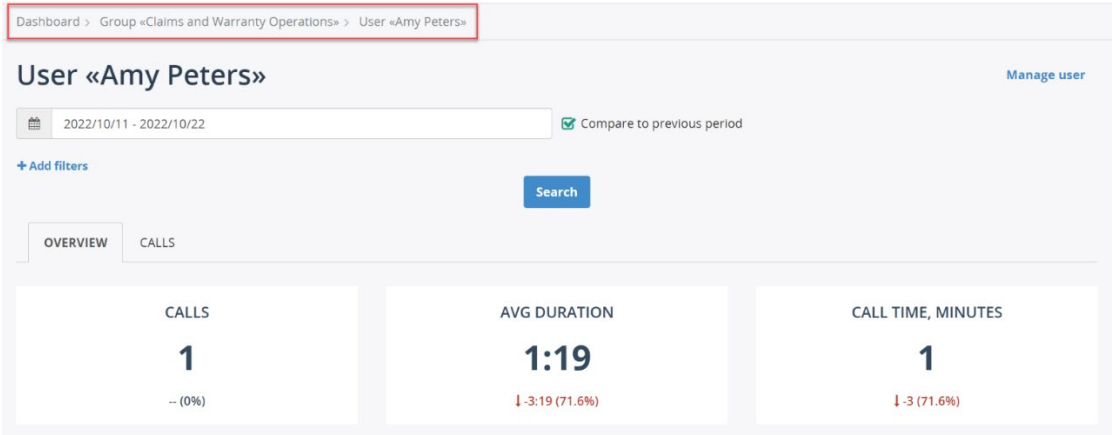 Dashboard > Group «Claims and Warranty Operations» > User «Amy Peters»
User «Amy Peters»
Manage user
2022/10/11 - 2022/10/22
Compare to previous period
+ Add filters
Search
OVERVIEW
CALLS
CALLS
1
-- (0%)
AVG DURATION
1:19
↓ -3:19 (71.6%)
CALL TIME, MINUTES
1
↓ -3 (71.6%)